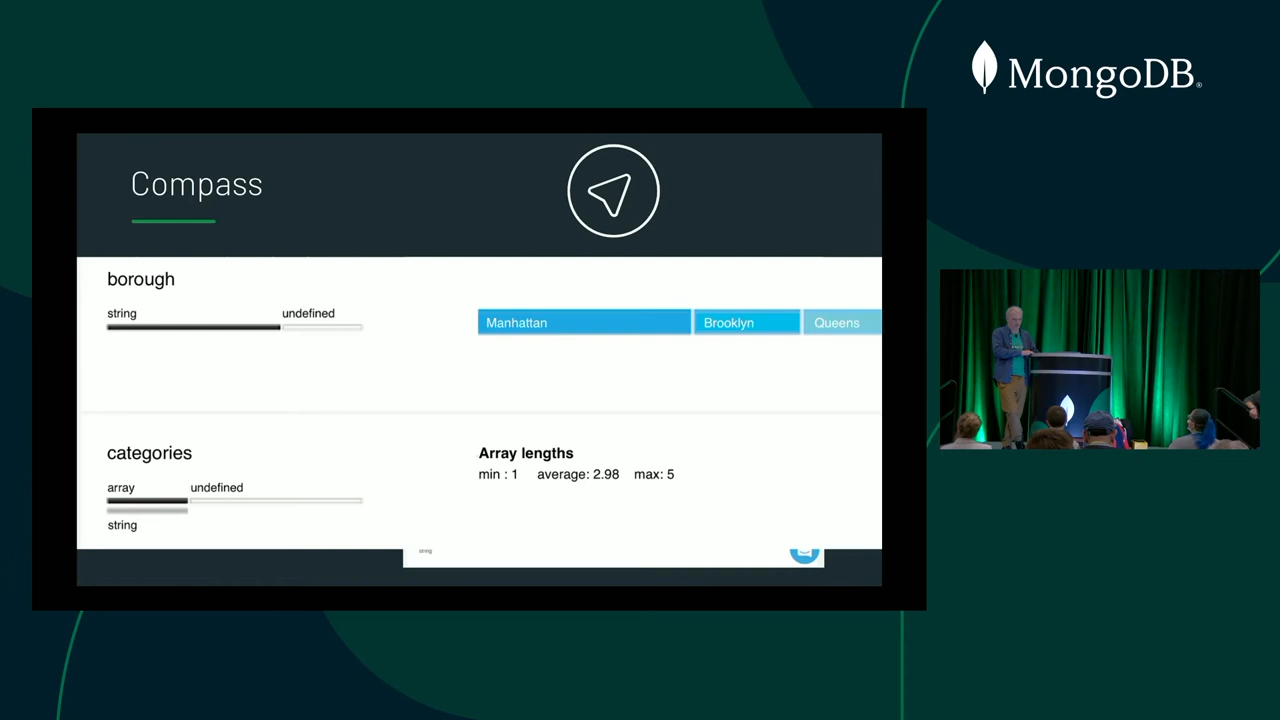 MongoDB®
Compass
borough
string undefined
Manhattan Brooklyn Queens
categories
array undefined
string
Array lengths
min : 1 average: 2.98 max: 5
string